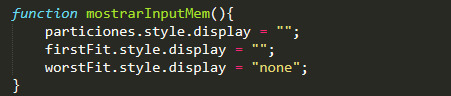 function mostrarInputMem(){
    particiones.style.display = "";
    firstFit.style.display = "";
    worstFit.style.display = "none";
}